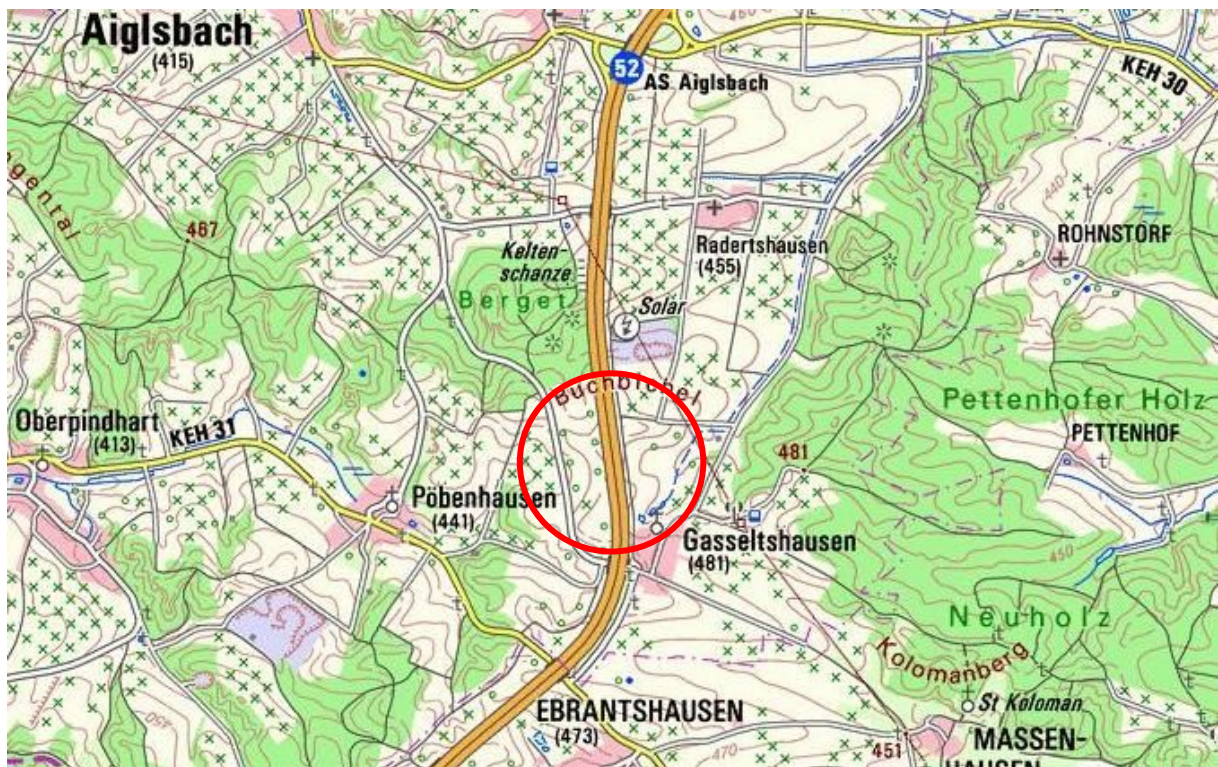 Aiglsbach
(415)
52
AS Aiglsbach
KEH 30
467
440
ROHNSTORF
Radertshausen
(455)
Kelten-
schanze
Berget
Solar
Buchbichel
Oberpindhart
(413)
KEH 31
Pettenhofer Holz
PETTENHOF
481
Pöbenhausen
(441)
Gasseltshausen
(481)
450
Neuholz
Kolomanberg
St Koloman
EBRANTSHAUSEN
(473)
450
470
451
MASSEN-
HAUSEN